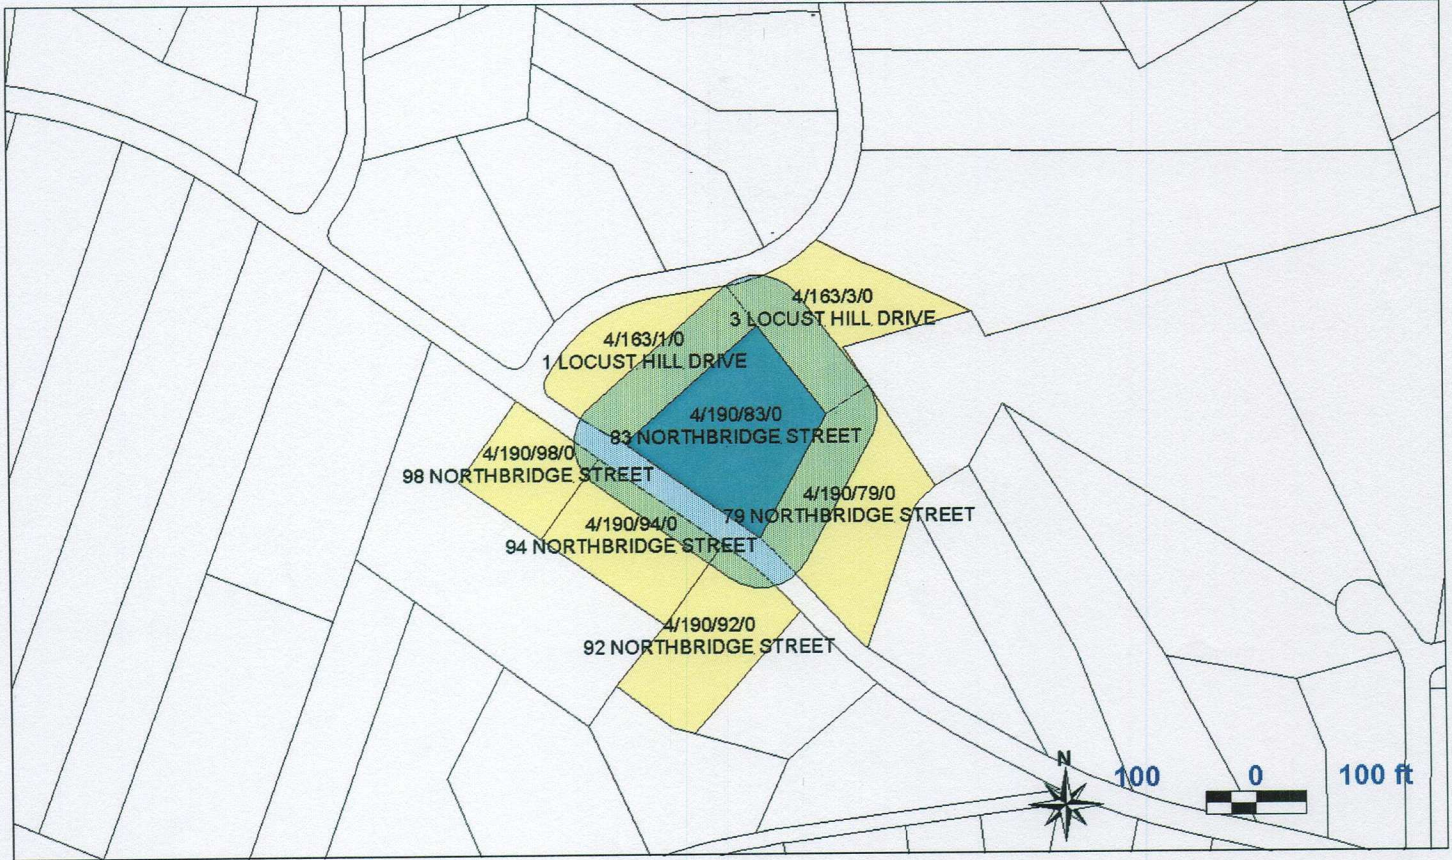 4/163/3/0
3 LOCUST HILL DRIVE
4/163/1/0
1 LOCUST HILL DRIVE
4/190/83/0
83 NORTHBRIDGE STREET
4/190/98/0
98 NORTHBRIDGE STREET
4/190/79/0
79 NORTHBRIDGE STREET
4/190/94/0
94 NORTHBRIDGE STREET
4/190/92/0
92 NORTHBRIDGE STREET
N
100 0 100 ft